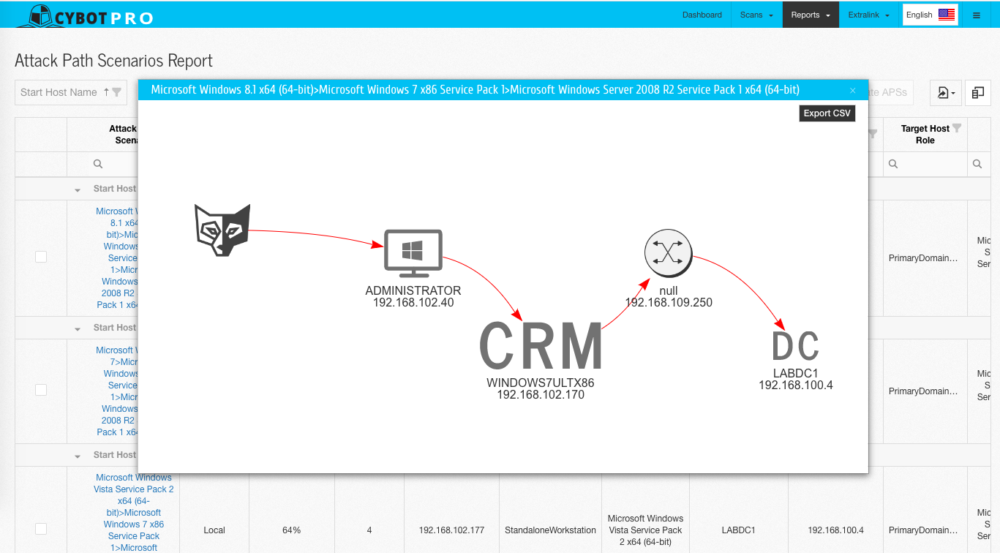 CYBOT PRO
Dashboard
Scans
Reports
Extralink
English
Attack Path Scenarios Report
Start Host Name
te APSs
Microsoft Windows 8.1 x64 (64-bit)>Microsoft Windows 7 x86 Service Pack 1>Microsoft Windows Server 2008 R2 Service Pack 1 x64 (64-bit)
Export CSV
Attack
Scena
Target Host
Role
Start Host
Microsoft W
8.1 x64
bit)>Mic
Windows
Service
1>Micr
Windows
2008 R2
Pack 1 x64
PrimaryDomain...
Mic
S
Ser
ADMINISTRATOR
192.168.102.40
CRM
WINDOWS7ULTX86
192.168.102.170
null
192.168.109.250
DC
LABDC1
192.168.100.4
Start Host
Microsoft W
7>Micr
Windows
Service
1>Micr
Windows
2008 R2
Pack 1 x64
PrimaryDomain...
Mic
S
Ser
Start Host
Microsoft Windows
Vista Service Pack 2
x64 (64-
bit)>Microsoft
Windows 7 x86
Service Pack
1>Microsoft
Local
64%
4
192.168.102.177
StandaloneWorkstation
Microsoft Windows
Vista Service Pack
2 x64 (64-bit)
LABDC1
192.168.100.4
PrimaryDomain...
Mic
S
Ser